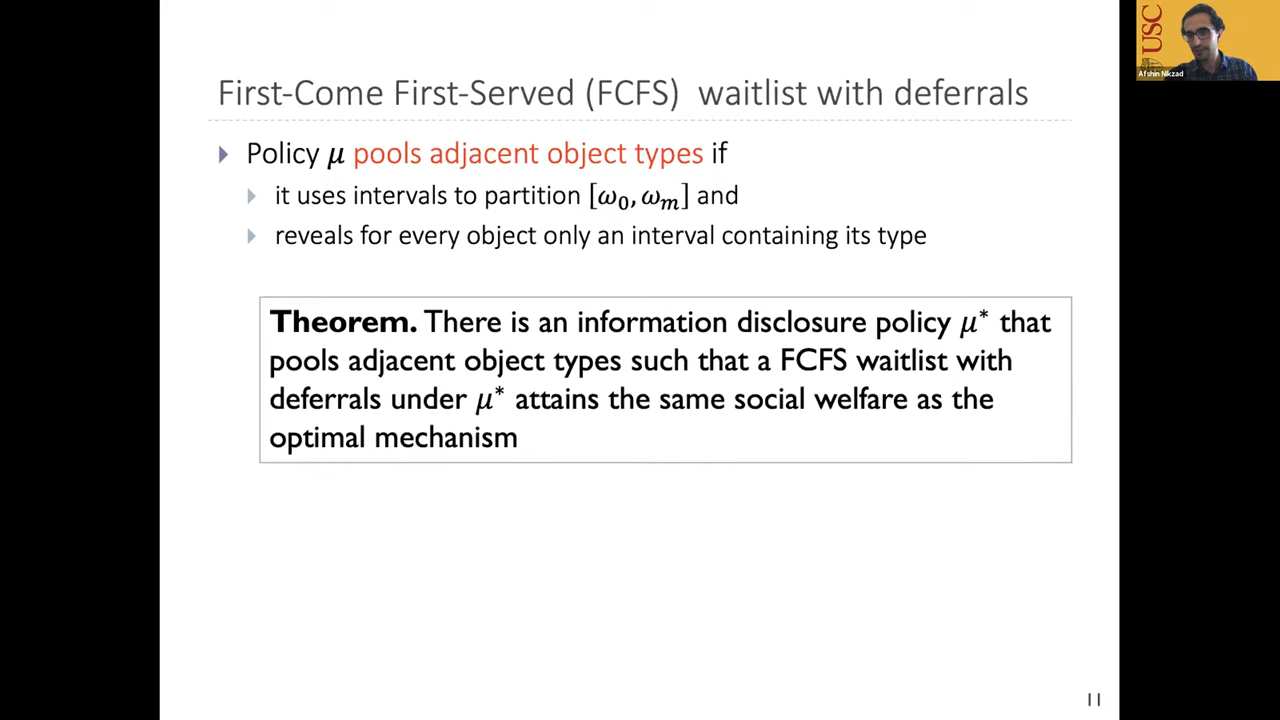 USC
Afshin Nikzad
First-Come First-Served (FCFS) waitlist with deferrals
Policy μ pools adjacent object types if
it uses intervals to partition [ω₀, ωₘ] and
reveals for every object only an interval containing its type
Theorem. There is an information disclosure policy μ* that
pools adjacent object types such that a FCFS waitlist with
deferrals under μ* attains the same social welfare as the
optimal mechanism
11